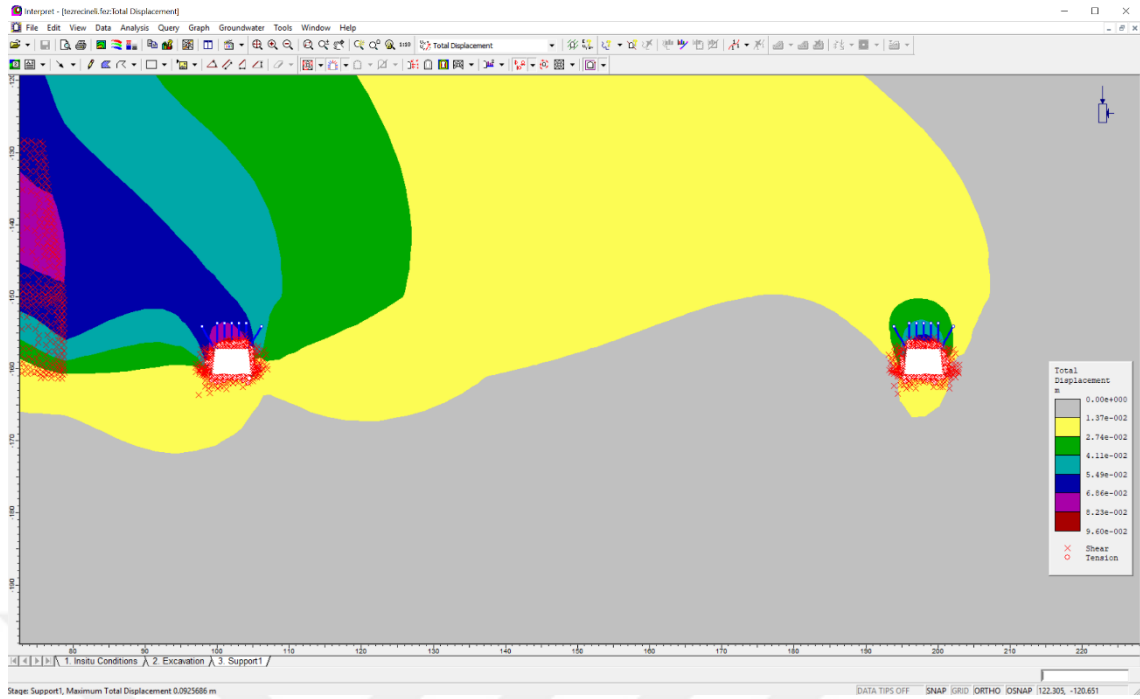 Interpret - [tezrecineli.fez:Total Displacement]
File Edit View Data Analysis Query Graph Groundwater Tools Window Help
Total Displacement
-120
-130
-140
-150
-160
-170
-180
-190
Total
Displacement
m
0.00e+000
1.37e-002
2.74e-002
4.11e-002
5.49e-002
6.86e-002
8.23e-002
9.60e-002
Shear
Tension
80 90 100 110 120 130 140 150 160 170 180 190 200 210 220
1. Insitu Conditions 2. Excavation 3. Support1
Stage: Support1, Maximum Total Displacement 0.0925686 m DATA TIPS OFF SNAP GRID ORTHO OSNAP 122.305, -120.651